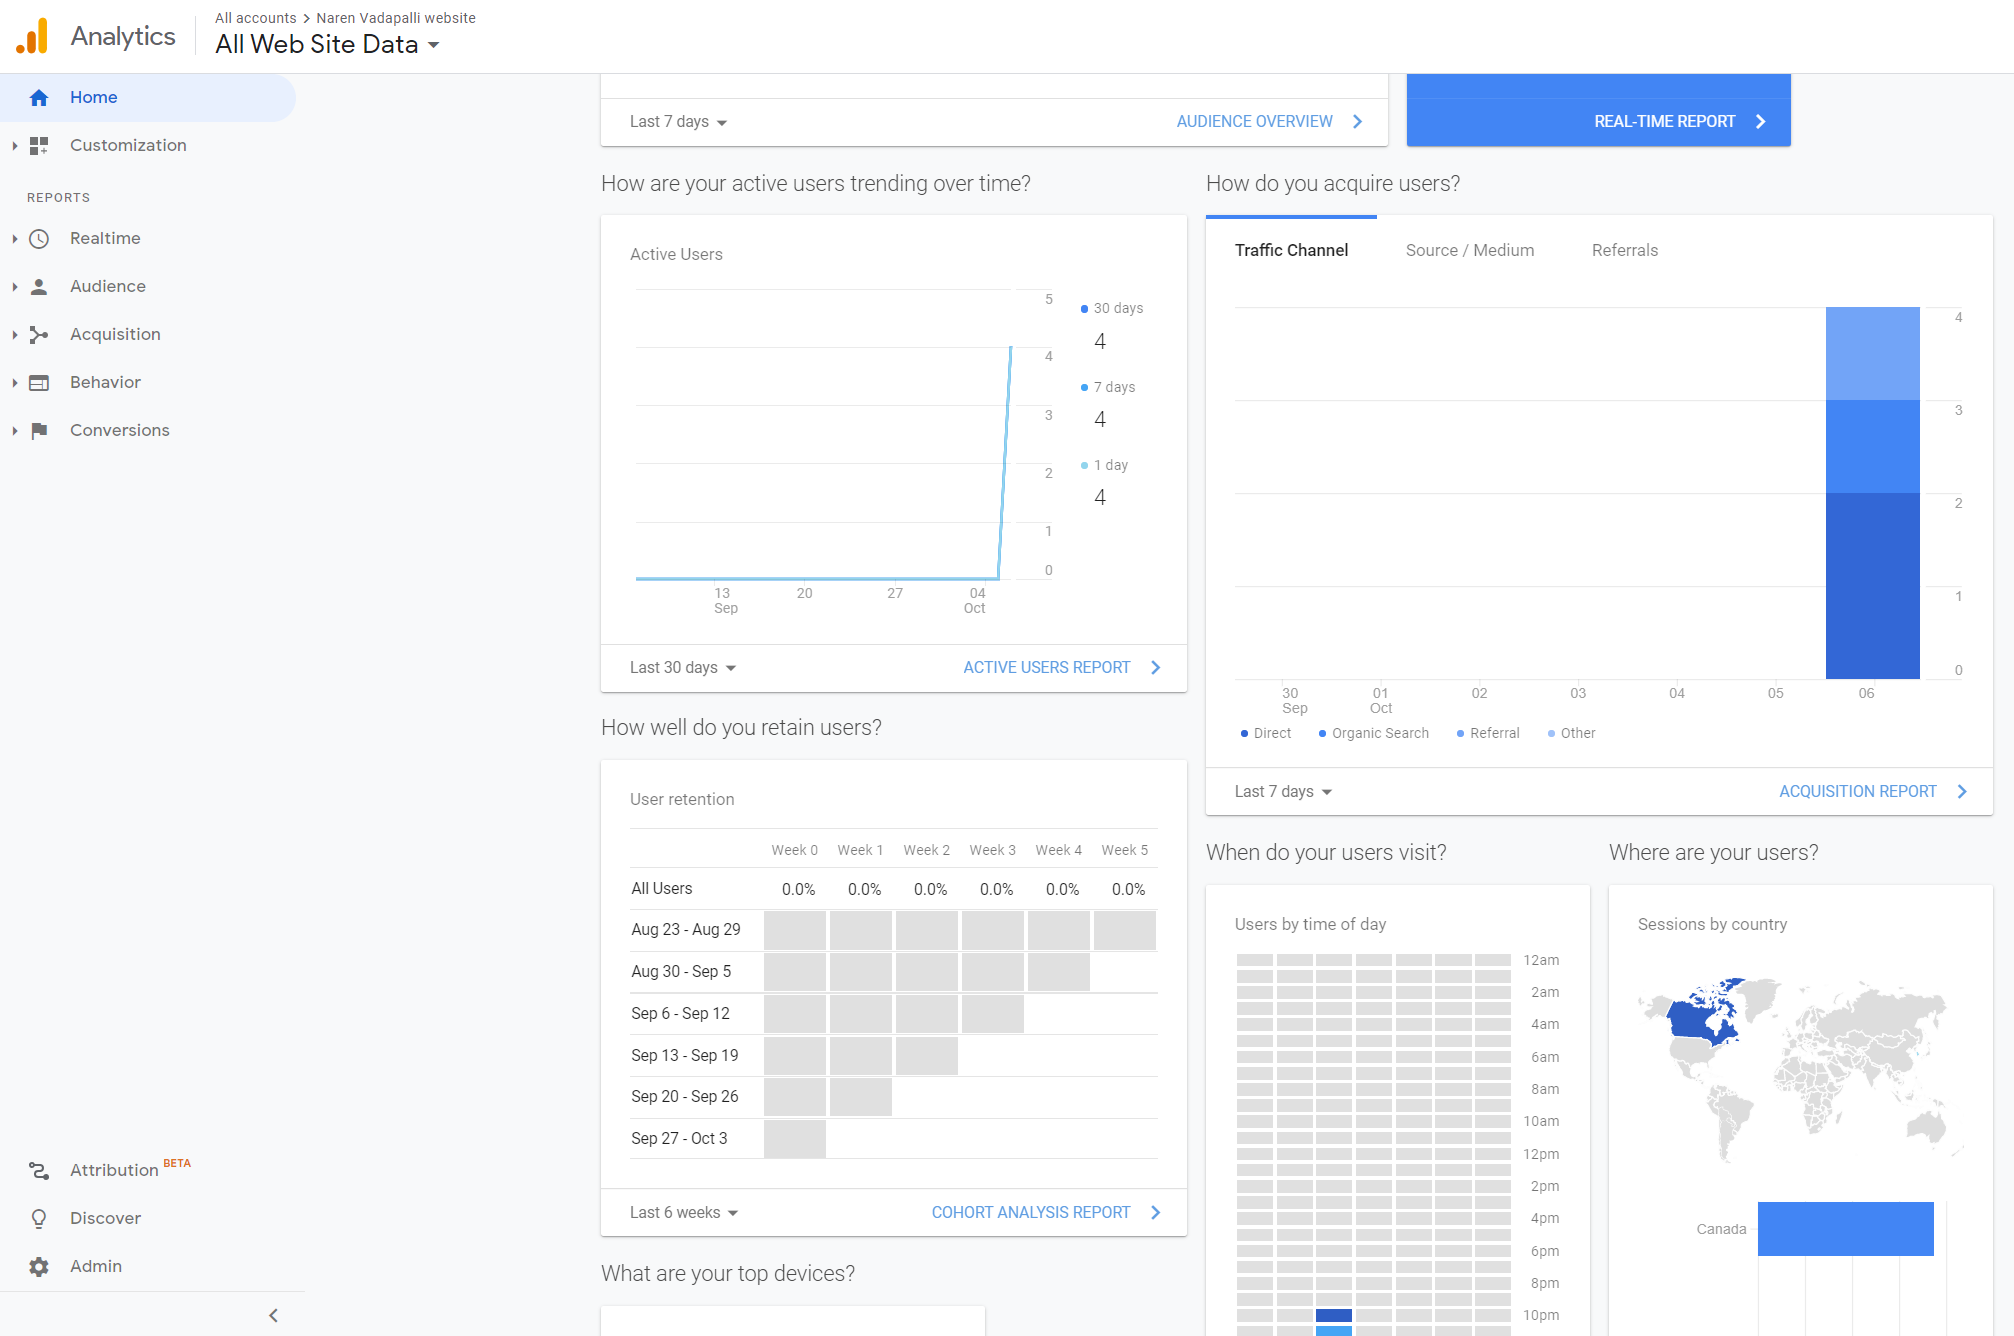 Analytics
All accounts > Naren Vadapalli website
All Web Site Data
Home
Customization
REPORTS
Realtime
Audience
Acquisition
Behavior
Conversions
Attribution BETA
Discover
Admin
Last 7 days
AUDIENCE OVERVIEW
REAL-TIME REPORT
How are your active users trending over time?
Active Users
5
4
3
2
1
0
13 Sep
20
27
04 Oct
30 days
4
7 days
4
1 day
4
Last 30 days
ACTIVE USERS REPORT
How do you acquire users?
Traffic Channel Source / Medium Referrals
4
3
2
1
0
30 Sep
01 Oct
02
03
04
05
06
Direct Organic Search Referral Other
Last 7 days
ACQUISITION REPORT
How well do you retain users?
User retention
Week 0 Week 1 Week 2 Week 3 Week 4 Week 5
All Users 0.0% 0.0% 0.0% 0.0% 0.0% 0.0%
Aug 23 - Aug 29
Aug 30 - Sep 5
Sep 6 - Sep 12
Sep 13 - Sep 19
Sep 20 - Sep 26
Sep 27 - Oct 3
Last 6 weeks
COHORT ANALYSIS REPORT
When do your users visit?
Users by time of day
12am
2am
4am
6am
8am
10am
12pm
2pm
4pm
6pm
8pm
10pm
Where are your users?
Sessions by country
Canada
What are your top devices?